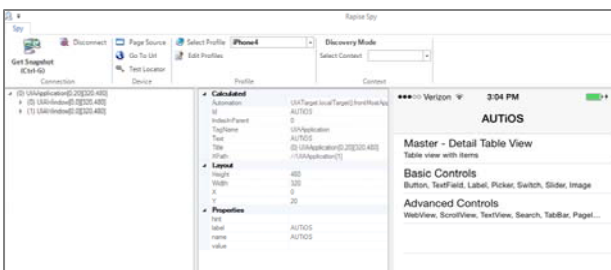 Rapise Spy
Spy
Get Snapshot
(Ctrl-G)
Disconnect
Connection
Page Source
Go To Url
Test Locator
Device
Select Profile iPhone4
Edit Profiles
Profile
Discovery Mode
Select Context
Context
(0) UIAApplication[0.20][320.480]
(0) UIAWindow[0.0][320.480]
(1) UIAWindow[0.0][320.480]
Calculated
Automation UIATarget.localTarget().frontMostApp
Id AUTiOS
IndexInParent 0
TagName UIAApplication
Text AUTiOS
Title (0) UIAApplication[0.20][320.480]
XPath //UIAApplication[1]
Layout
Height 460
Width 320
X 0
Y 20
Properties
hint
label AUTiOS
name AUTiOS
value
Verizon 3:04 PM
AUTiOS
Master - Detail Table View
Table view with items
Basic Controls
Button, TextField, Label, Picker, Switch, Slider, Image
Advanced Controls
WebView, ScrollView, TextView, Search, TabBar, Pagel...